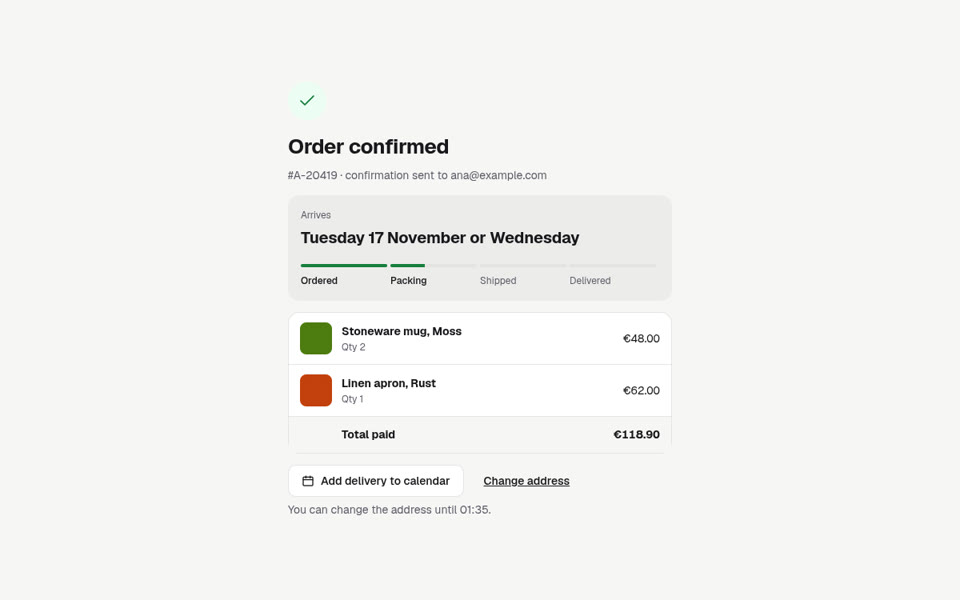 Order confirmed
#A-20419 · confirmation sent to ana@example.com
Arrives
Tuesday 17 November or Wednesday
Ordered Packing Shipped Delivered
Stoneware mug, Moss
Qty 2
€48.00
Linen apron, Rust
Qty 1
€62.00
Total paid €118.90
Add delivery to calendar Change address
You can change the address until 01:35.